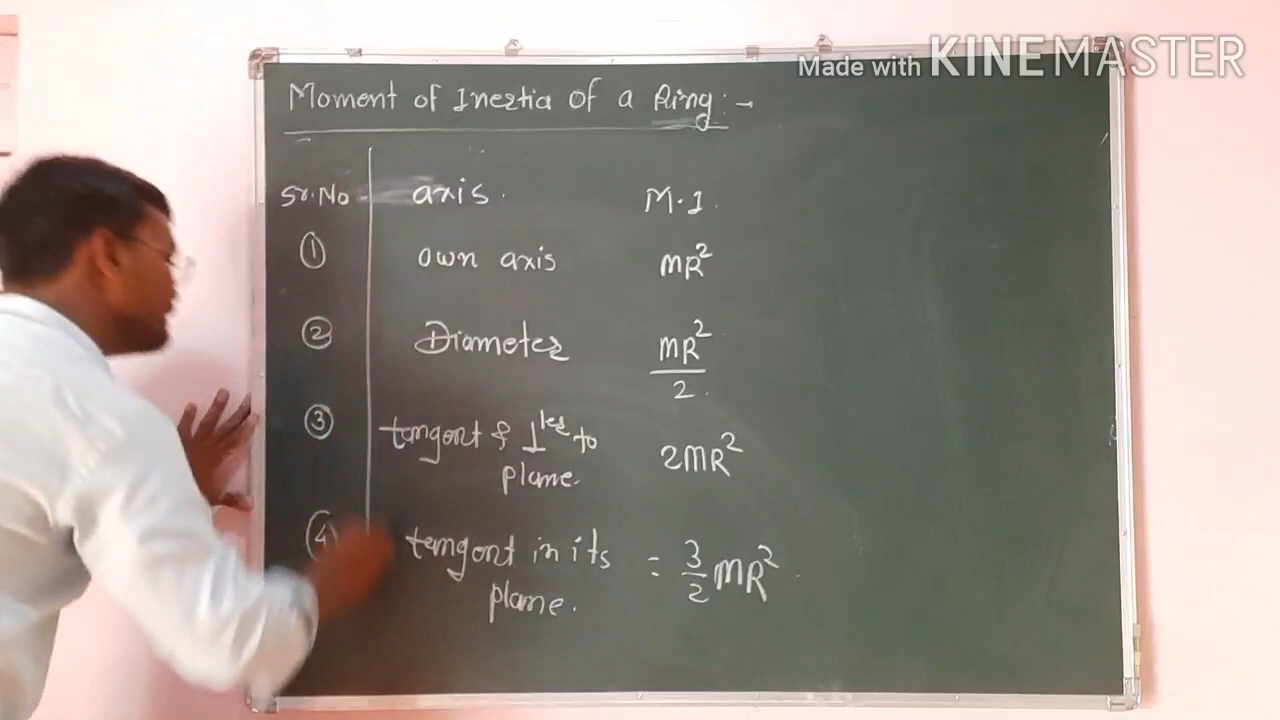 Made with KINEMASTER
Moment of Inertia of a Ring :-
Sr.No axis. M.I.
① own axis mR²
② Diameter mR²/2
③ tangent & ⊥ler to 2MR²
plane.
④ tangent in its = 3/2 MR²
plane.